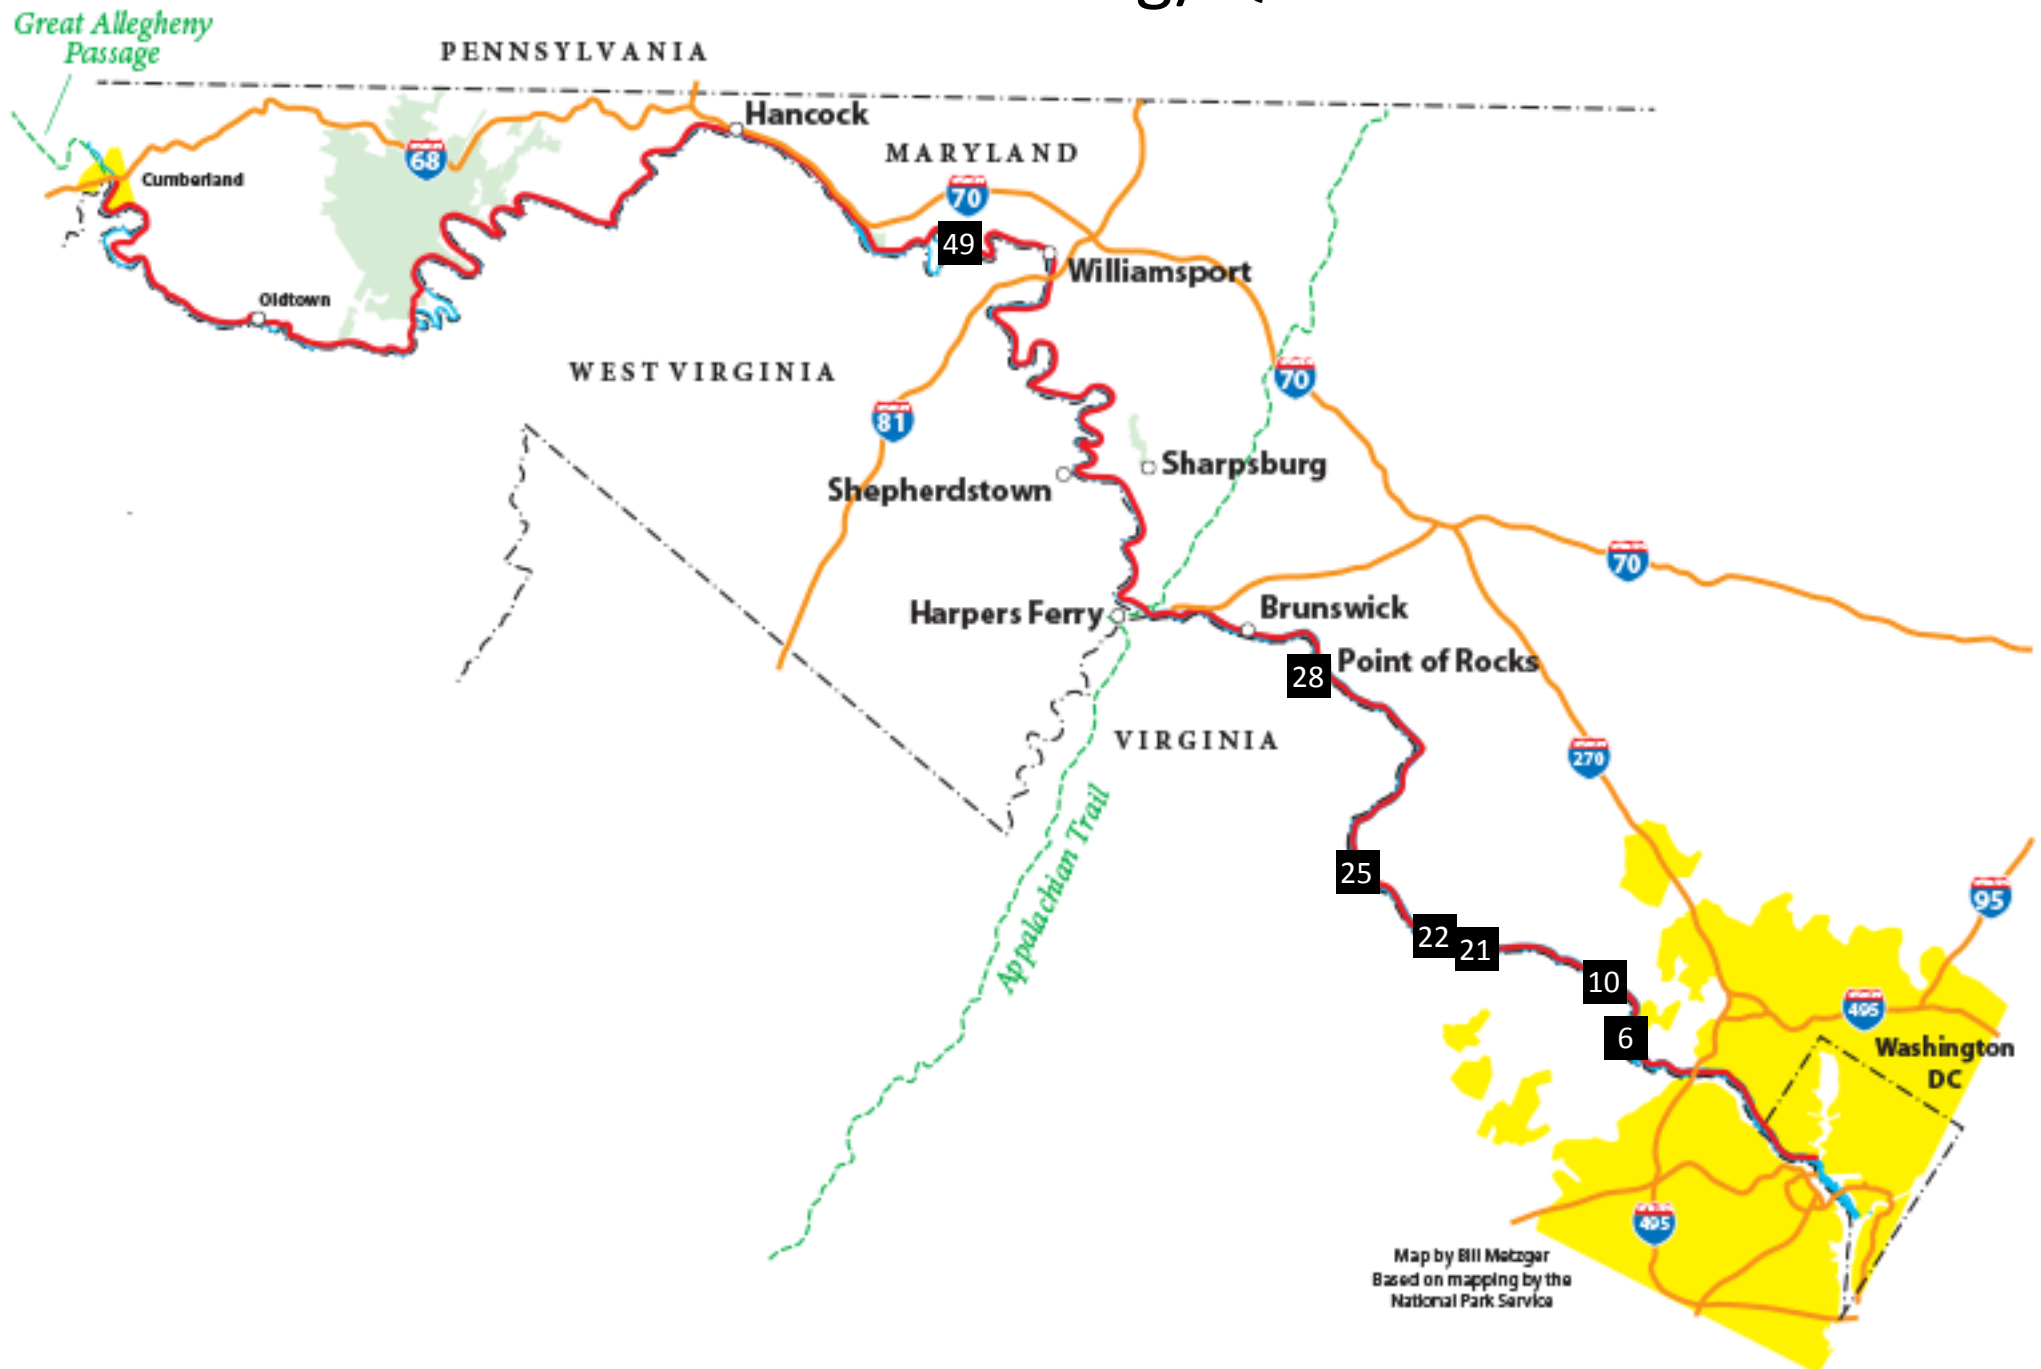 Great Allegheny
Passage
PENNSYLVANIA
Hancock
MARYLAND
68
Cumberland
70
49
Williamsport
Oldtown
WEST VIRGINIA
70
81
Sharpsburg
Shepherdstown
70
Harpers Ferry
Brunswick
28
Point of Rocks
VIRGINIA
270
Appalachian Trail
25
95
22
21
10
495
6
Washington
DC
495
Map by Bill Metzger
Based on mapping by the
National Park Service